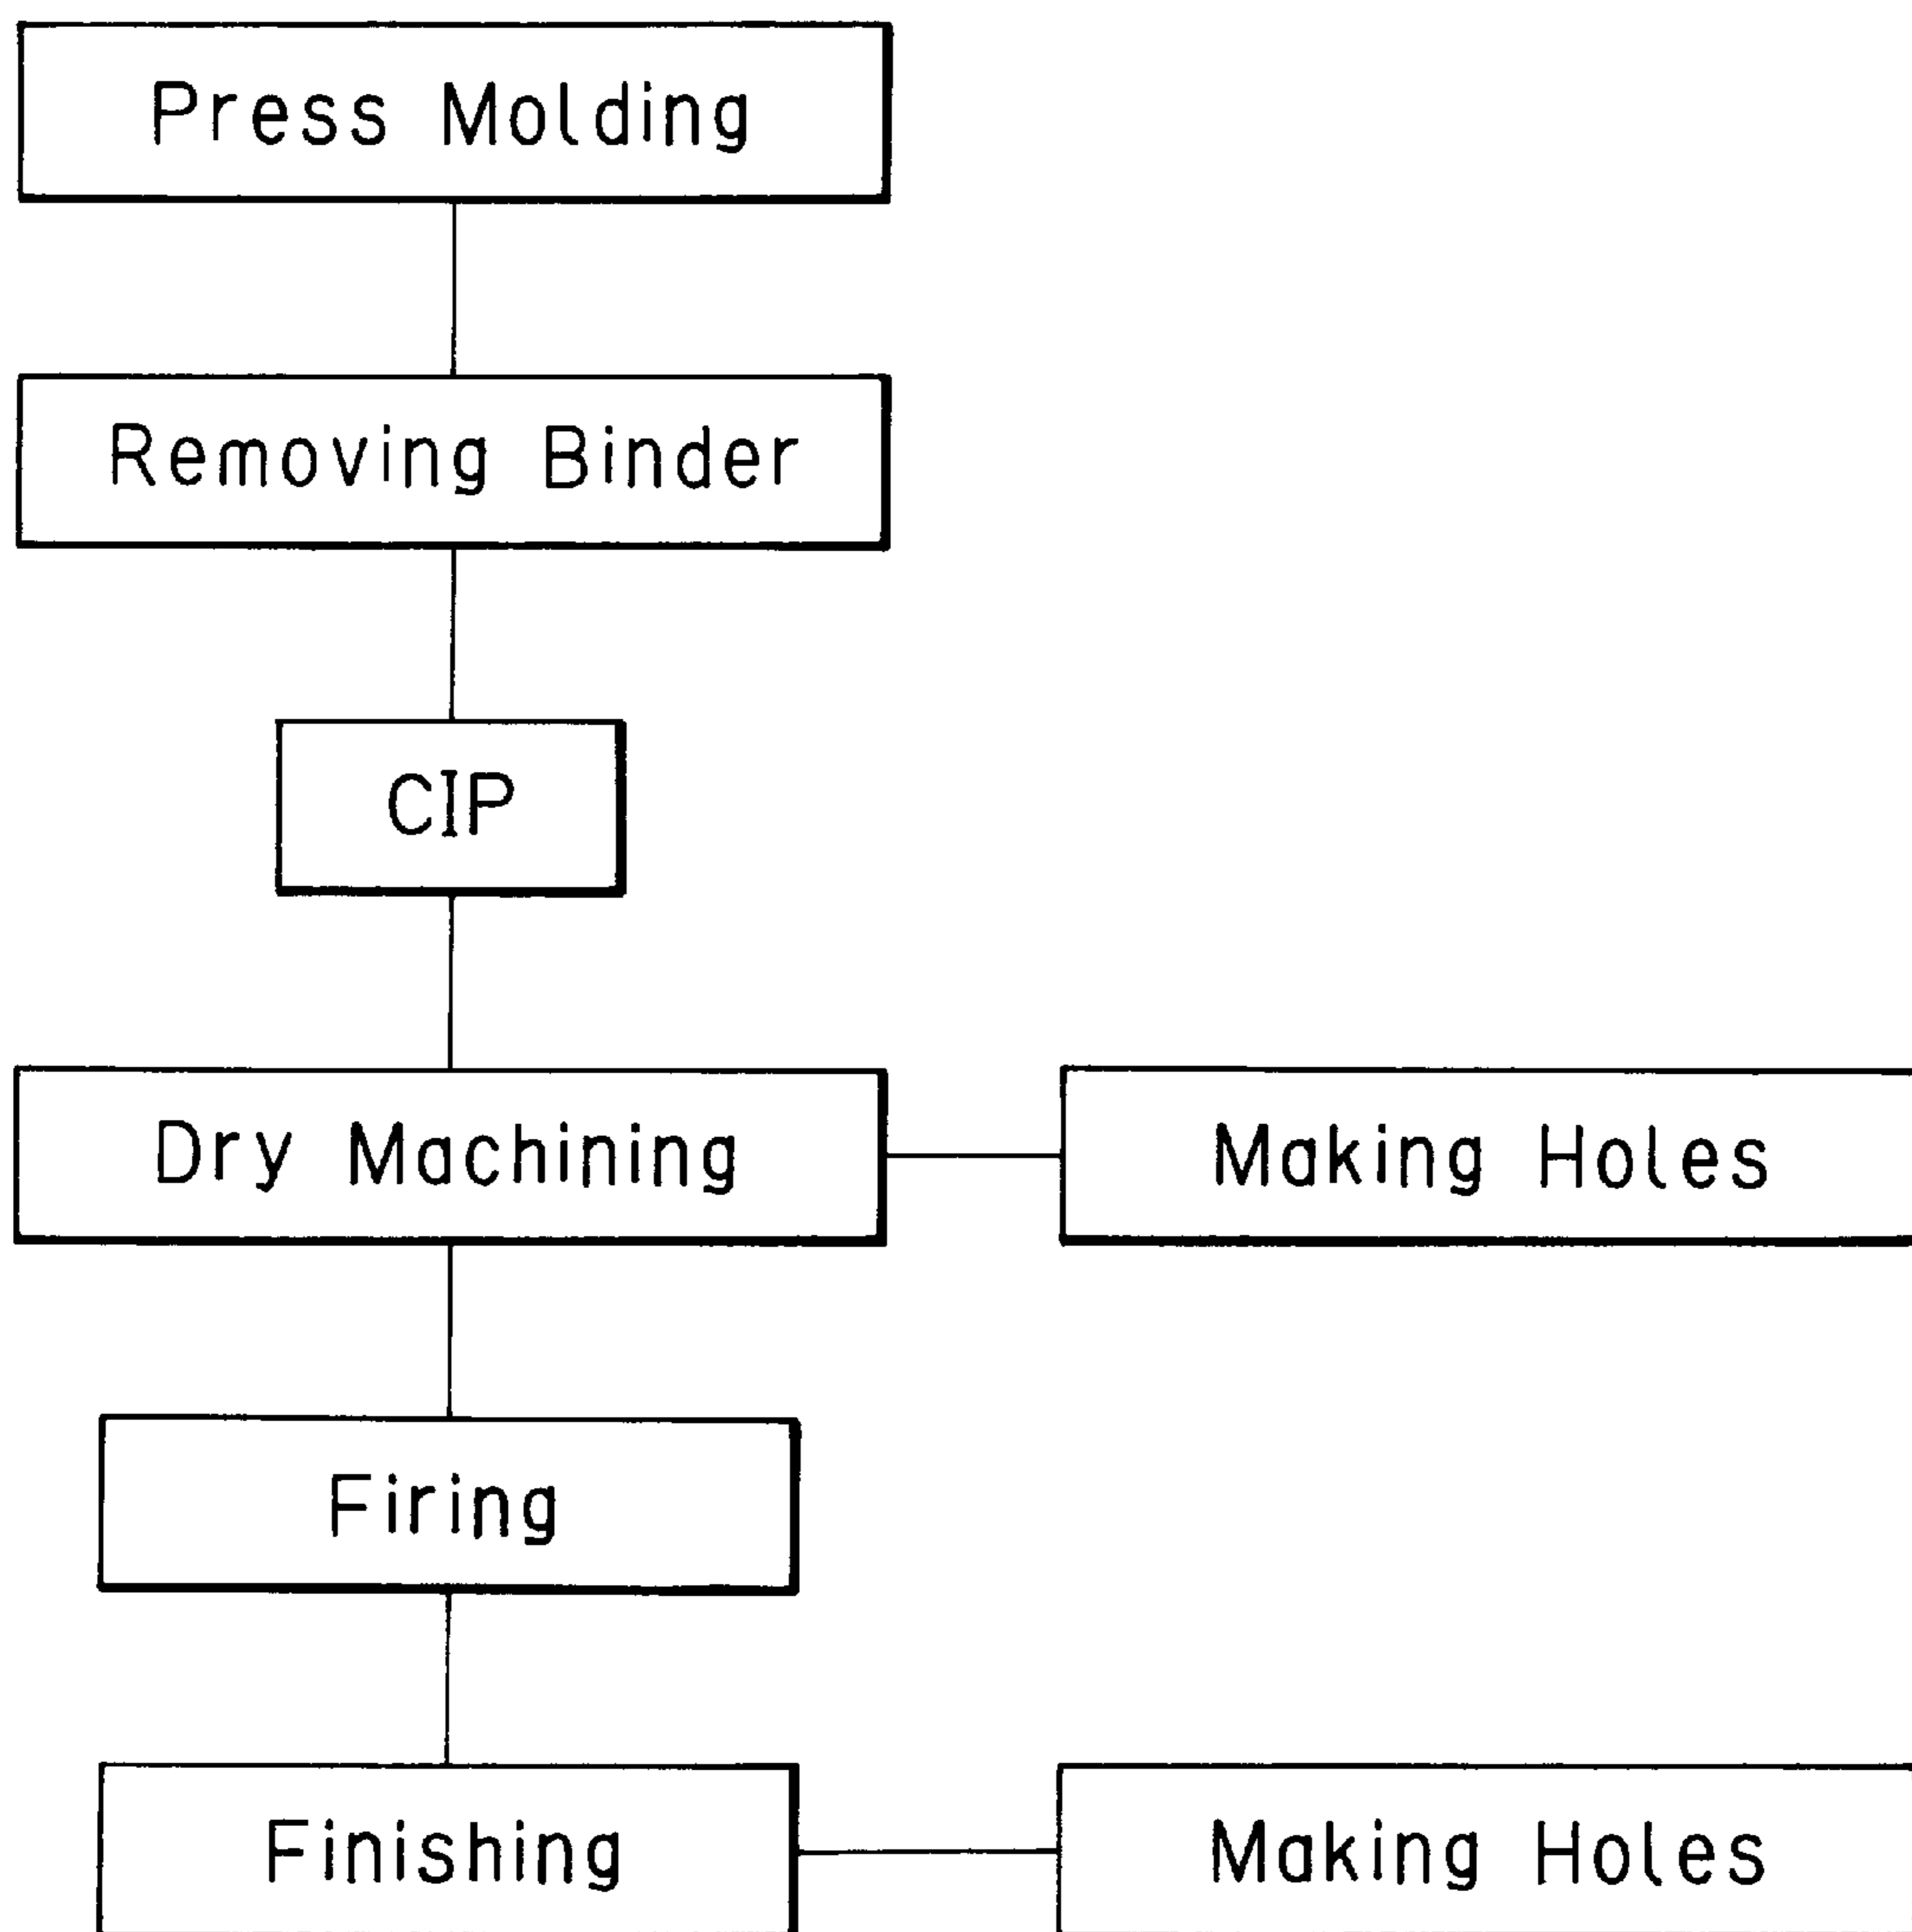 Press Molding
Removing Binder
CIP
Dry Machining
Making Holes
Firing
Finishing
Making Holes